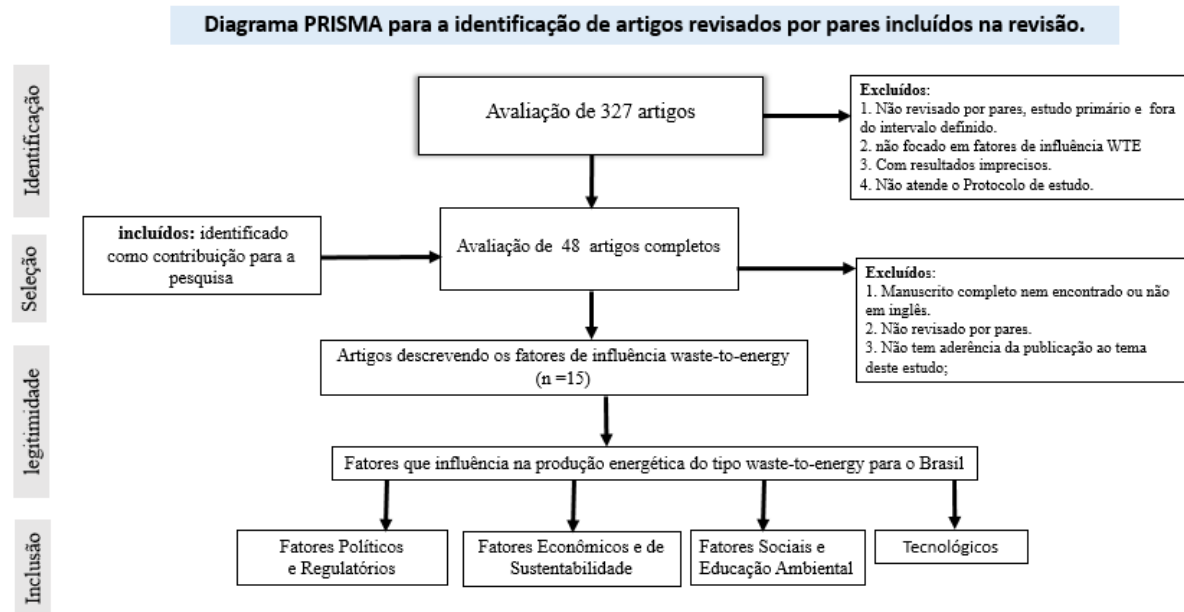 Diagrama PRISMA para a identificação de artigos revisados por pares incluídos na revisão.
Identificação
Avaliação de 327 artigos
Excluídos:
1. Não revisado por pares, estudo primário e fora
do intervalo definido.
2. não focado em fatores de influência WTE
3. Com resultados imprecisos.
4. Não atende o Protocolo de estudo.
Seleção
incluídos: identificado
como contribuição para a
pesquisa
Avaliação de 48 artigos completos
Excluídos:
1. Manuscrito completo nem encontrado ou não
em inglês.
2. Não revisado por pares.
3. Não tem aderência da publicação ao tema
deste estudo;
legitimidade
Artigos descrevendo os fatores de influência waste-to-energy
(n =15)
Fatores que influência na produção energética do tipo waste-to-energy para o Brasil
Inclusão
Fatores Políticos
e Regulatórios
Fatores Econômicos e de
Sustentabilidade
Fatores Sociais e
Educação Ambiental
Tecnológicos